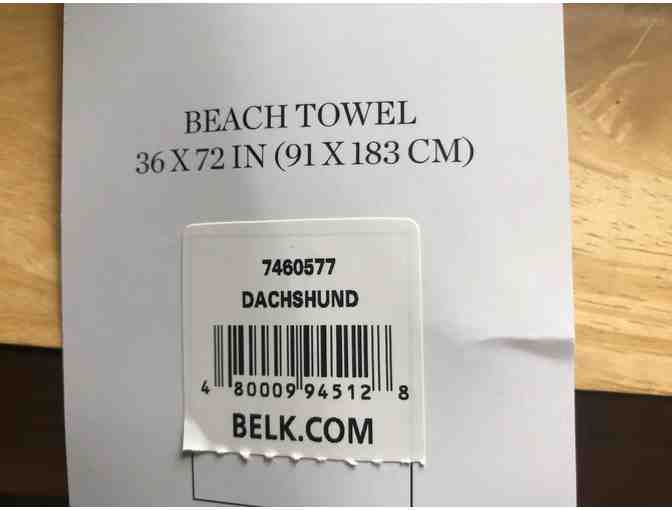 BEACH TOWEL
36 X 72 IN (91 X 183 CM)
7460577
DACHSHUND
4 80009 94512 8
BELK.COM